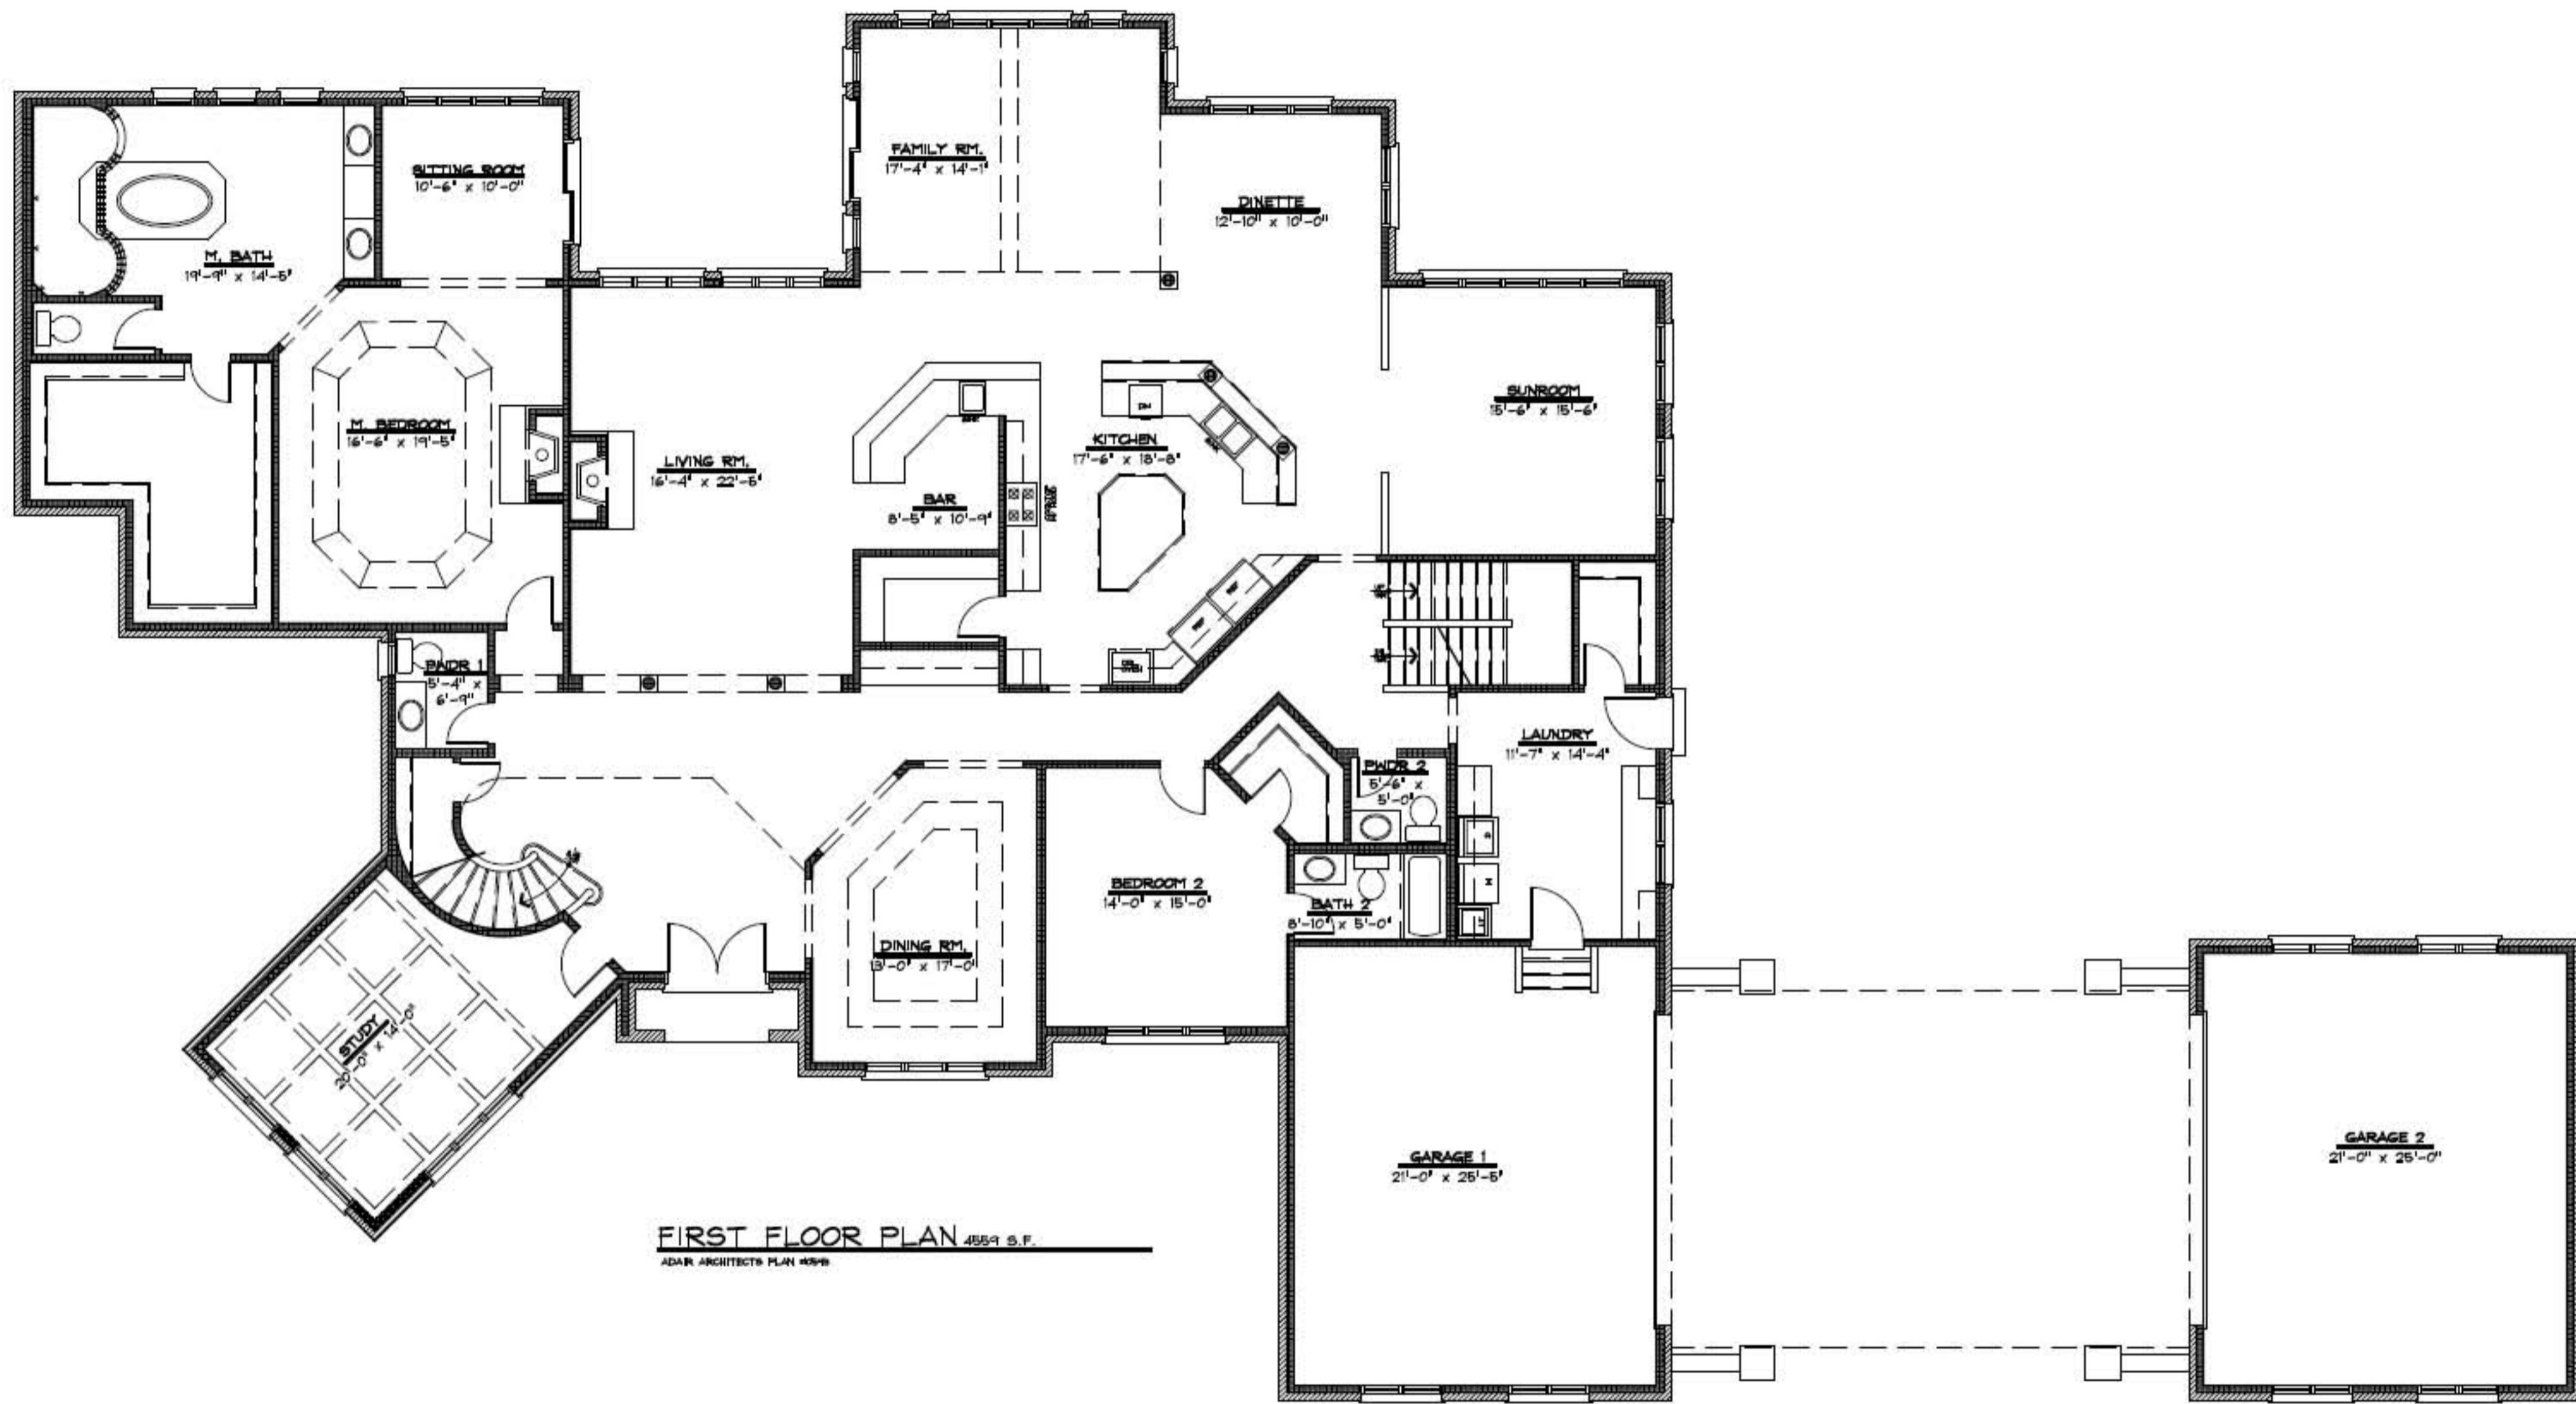 FAMILY RM.
17'-4" x 14'-1"
SITTING ROOM
10'-6" x 10'-0"
DINETTE
12'-10" x 10'-0"
M. BATH
19'-9" x 14'-5"
SUNROOM
15'-6" x 15'-6"
M. BEDROOM
16'-6" x 19'-5"
LIVING RM.
16'-4" x 22'-5"
KITCHEN
17'-6" x 18'-8"
DW
BAR
8'-5" x 10'-9"
PWDR 1
5'-4" x
6'-9"
LAUNDRY
11'-7" x 14'-4"
PWDR 2
5'-6" x
5'-0"
D
W
BEDROOM 2
14'-0" x 15'-0"
BATH 2
8'-10" x 5'-0"
DINING RM.
13'-0" x 17'-0"
STUDY
20'-0" x 14'-0"
GARAGE 1
21'-0" x 25'-5"
GARAGE 2
21'-0" x 25'-0"
FIRST FLOOR PLAN 4559 S.F.
ADAIR ARCHITECTS PLAN